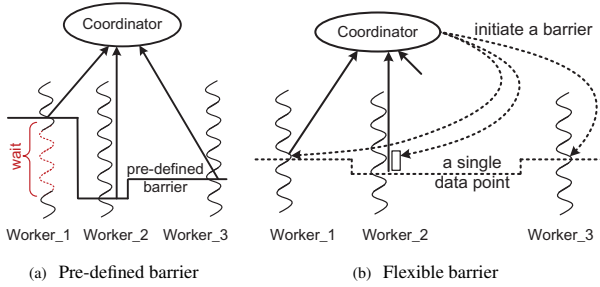 Coordinator
wait
pre-defined
barrier
Worker_1 Worker_2 Worker_3
(a) Pre-defined barrier
Coordinator
initiate a barrier
a single
data point
Worker_1 Worker_2 Worker_3
(b) Flexible barrier